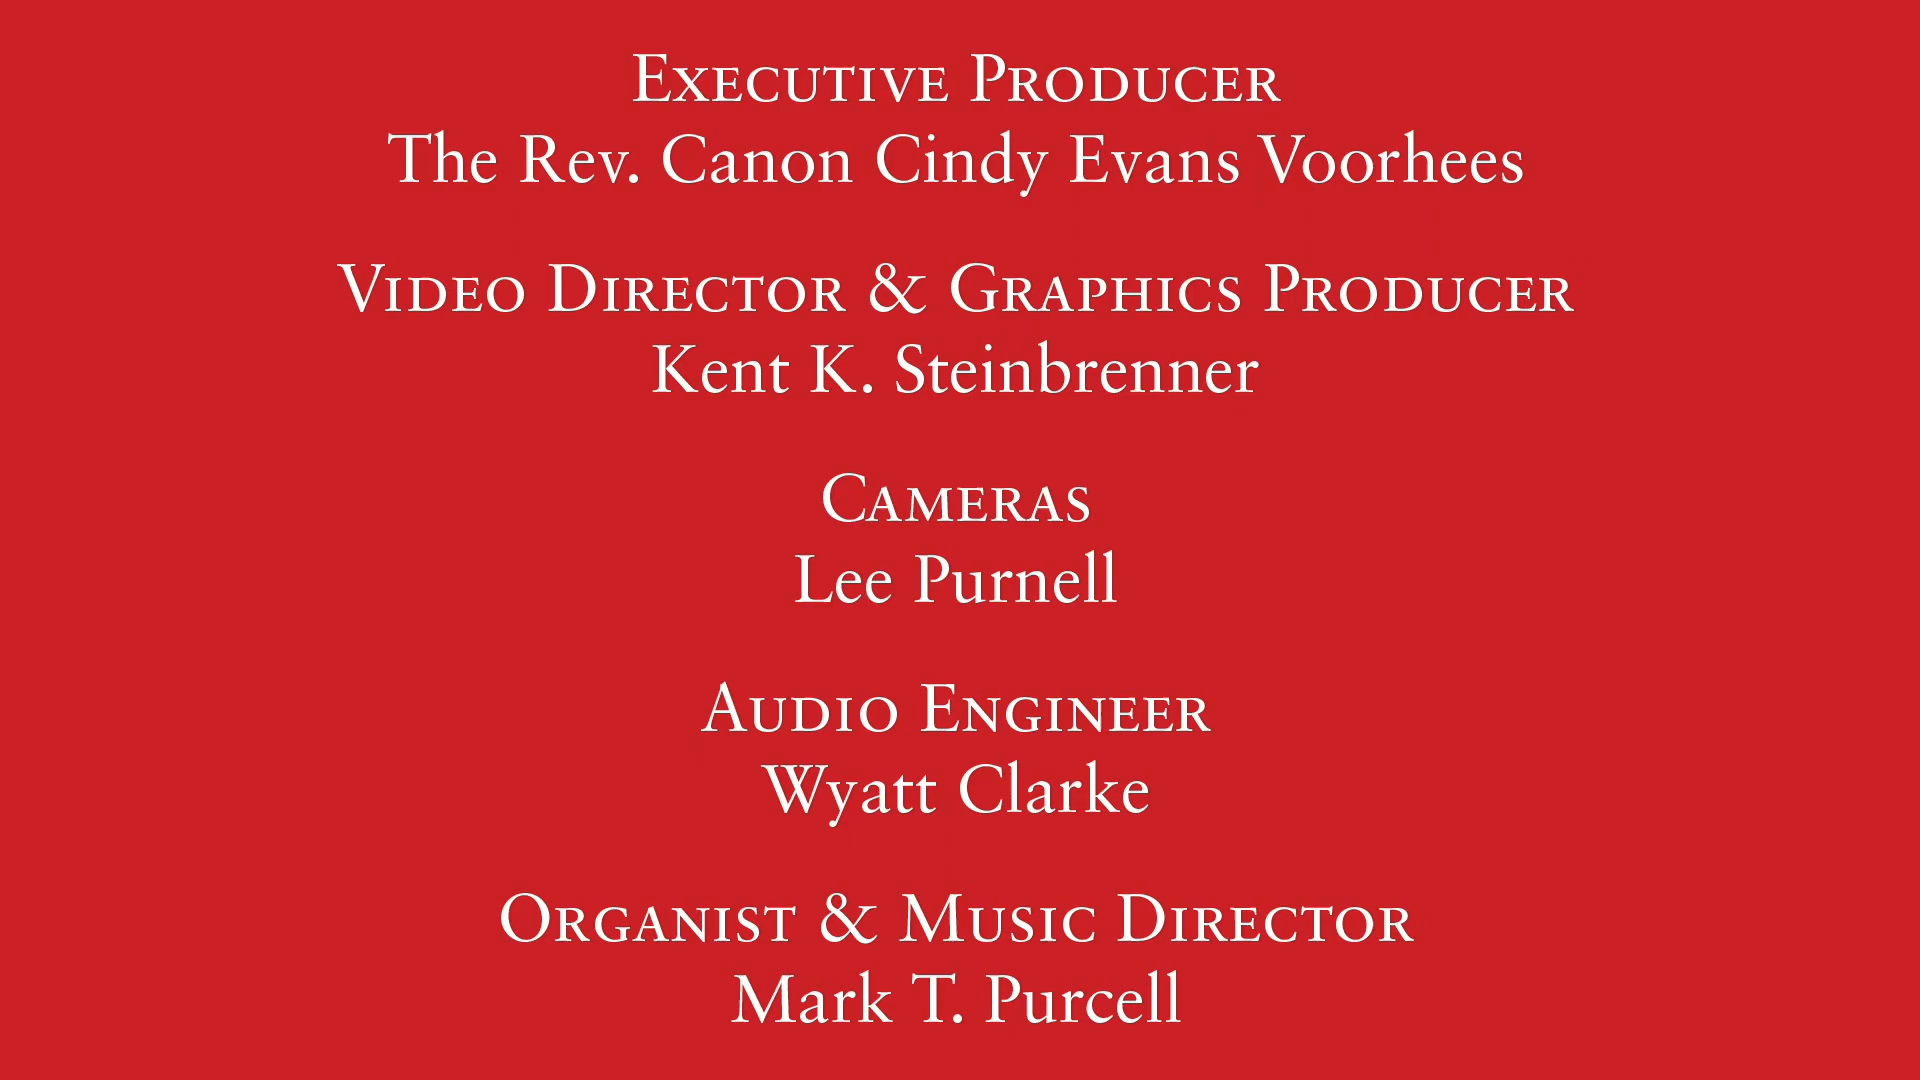 Executive Producer
The Rev. Canon Cindy Evans Voorhees
Video Director & Graphics Producer
Kent K. Steinbrenner
Cameras
Lee Purnell
Audio Engineer
Wyatt Clarke
Organist & Music Director
Mark T. Purcell